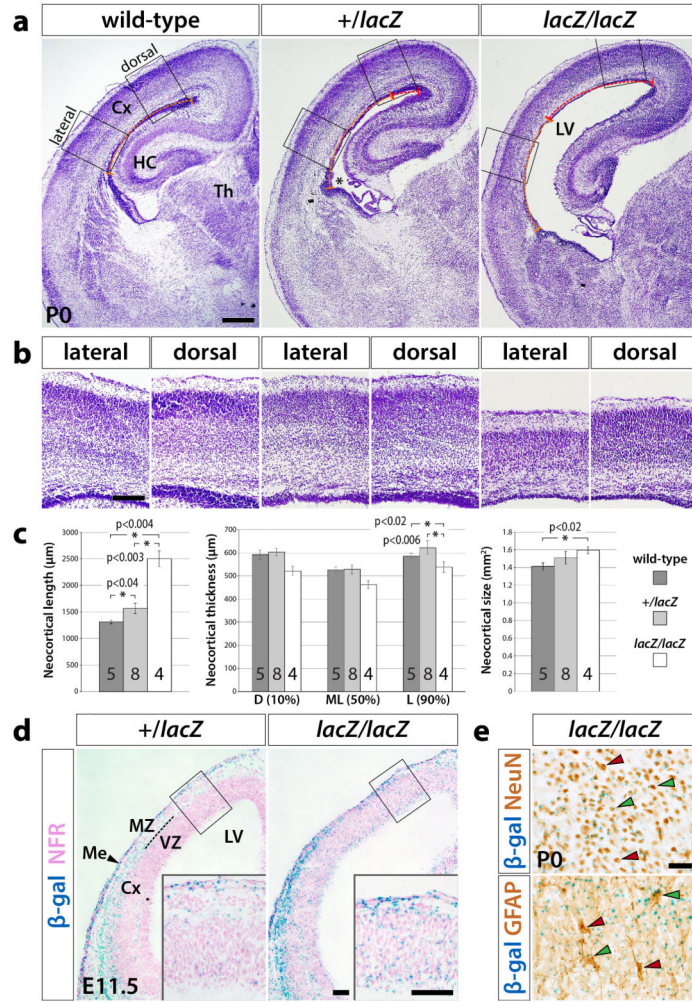 a
wild-type
+/lacZ
lacZ/lacZ
dorsal
lateral
Cx
HC
Th
LV
*
P0
b
lateral
dorsal
lateral
dorsal
lateral
dorsal
c
Neocortical length (µm)
3000
2500
2000
1500
1000
500
0
p<0.004
*
*
p<0.003
p<0.04
*
5
8
4
Neocortical thickness (µm)
700
600
500
400
300
200
100
0
p<0.02
*
p<0.006
*
5 8 4
5 8 4
5 8 4
D (10%)
ML (50%)
L (90%)
Neocortical size (mm²)
1.8
1.6
1.4
1.2
1
0.8
0.6
0.4
0.2
0
p<0.02
*
5
8
4
wild-type
+/lacZ
lacZ/lacZ
d
+/lacZ
lacZ/lacZ
β-gal NFR
MZ
VZ
LV
Me
Cx
E11.5
e
lacZ/lacZ
β-gal NeuN
P0
β-gal GFAP